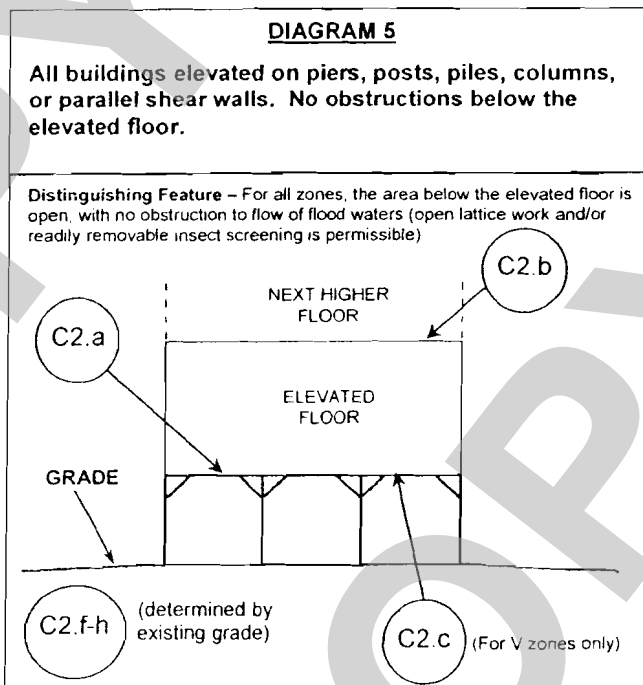 DIAGRAM 5
All buildings elevated on piers, posts, piles, columns,
or parallel shear walls. No obstructions below the
elevated floor.
Distinguishing Feature – For all zones, the area below the elevated floor is
open, with no obstruction to flow of flood waters (open lattice work and/or
readily removable insect screening is permissible)
C2.b
NEXT HIGHER
FLOOR
C2.a
ELEVATED
FLOOR
GRADE
C2.f-h
(determined by
existing grade)
C2.c
(For V zones only)